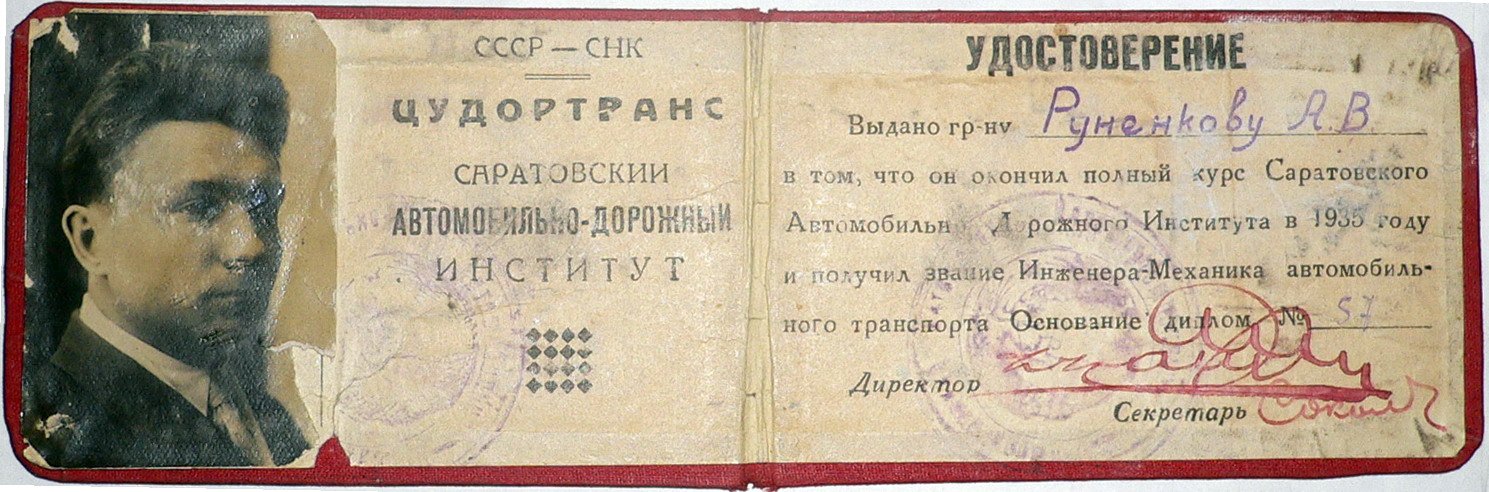 СССР — СНК
ЦУДОРТРАНС
САРАТОВСКИЙ
АВТОМОБИЛЬНО-ДОРОЖНЫЙ
ИНСТИТУТ
УДОСТОВЕРЕНИЕ
Выдано гр-ну Руненкову А.В.
в том, что он окончил полный курс Саратовского
Автомобильно Дорожного Института в 1935 году
и получил звание Инженера-Механика автомобиль-
ного транспорта Основание диплом № 57
Директор
Секретарь